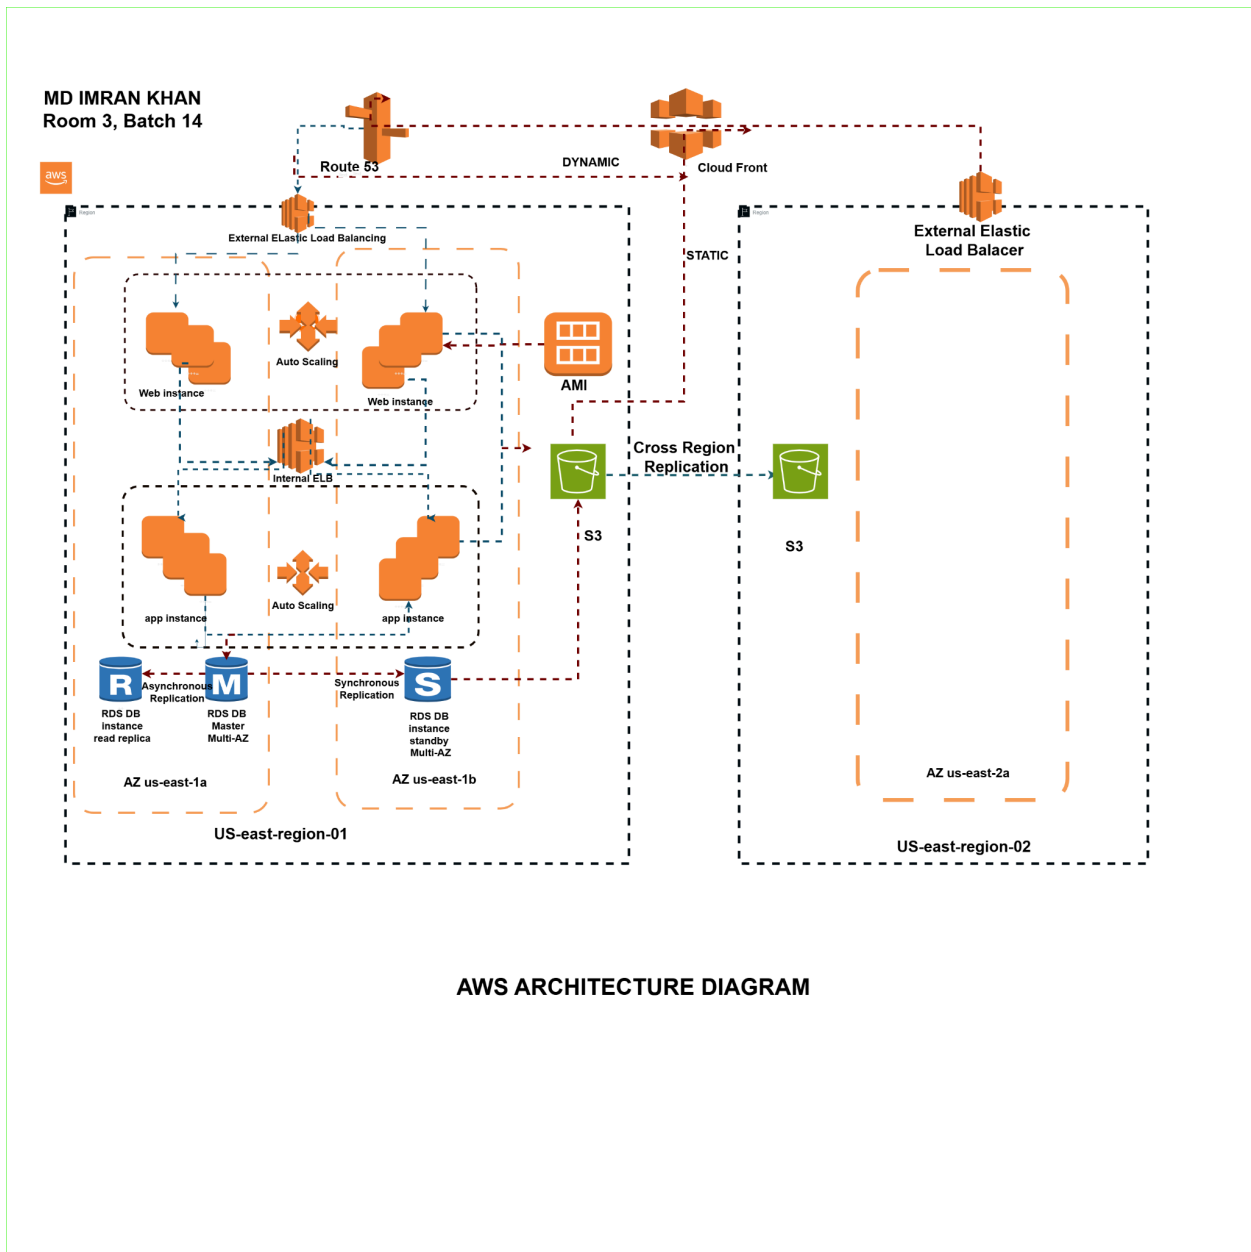 MD IMRAN KHAN
Room 3, Batch 14
aws
Route 53
DYNAMIC
Cloud Front
Region
External ELastic Load Balancing
STATIC
Region
External Elastic
Load Balacer
Auto Scaling
Web instance
Web instance
AMI
Internal ELB
Cross Region
Replication
S3
S3
app instance
Auto Scaling
app instance
R
Asynchronous
Replication
M
Synchronous
Replication
S
RDS DB
instance
read replica
RDS DB
Master
Multi-AZ
RDS DB
instance
standby
Multi-AZ
AZ us-east-1a
AZ us-east-1b
AZ us-east-2a
US-east-region-01
US-east-region-02
AWS ARCHITECTURE DIAGRAM